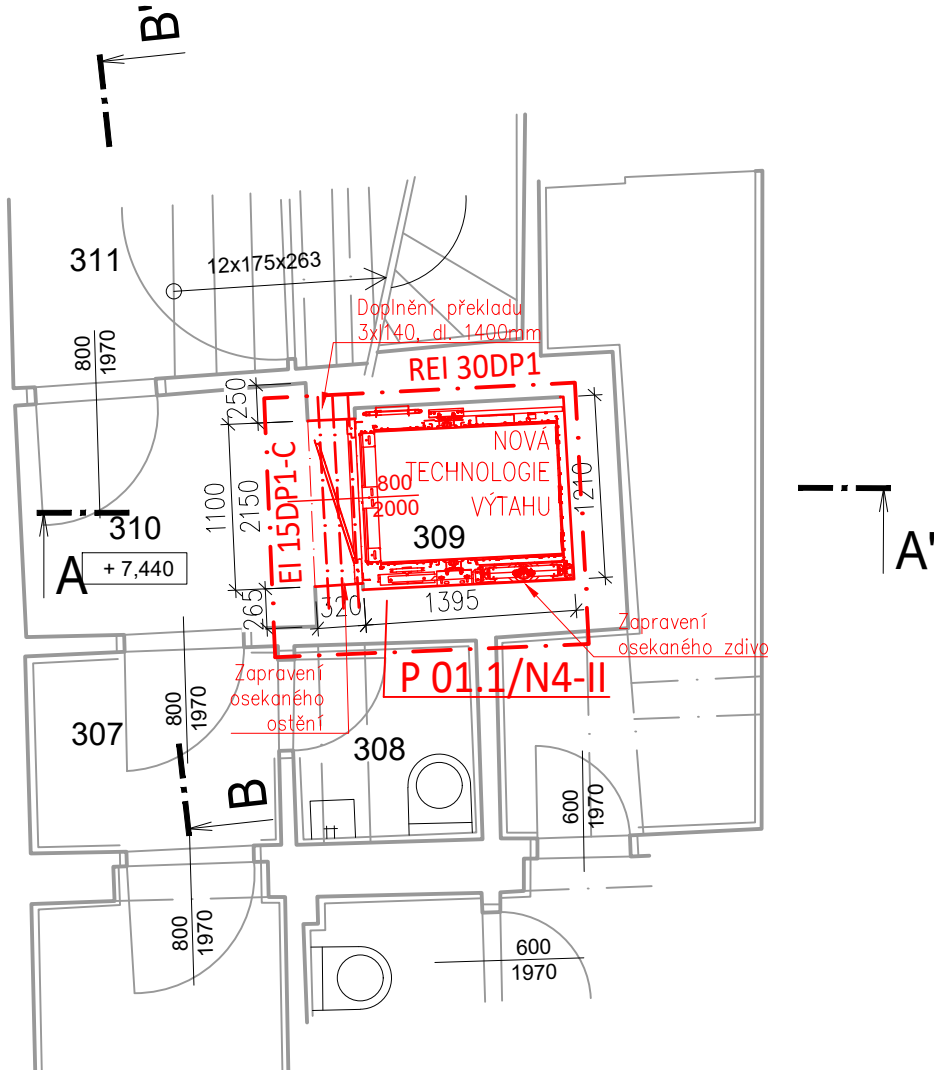 B'
311
12x175x263
800
1970
Doplnění překladu
3xI140, dl. 1400mm
REI 30DP1
250
1100
2150
265
EI 15DP1-C
NOVÁ
TECHNOLOGIE
VÝTAHU
800
2000
309
1210
310
A
+ 7,440
A'
320
1395
Zapravení
osekaného zdivo
P 01.1/N4-II
Zapravení
osekaného
ostění
800
1970
307
308
B
600
1970
800
1970
600
1970